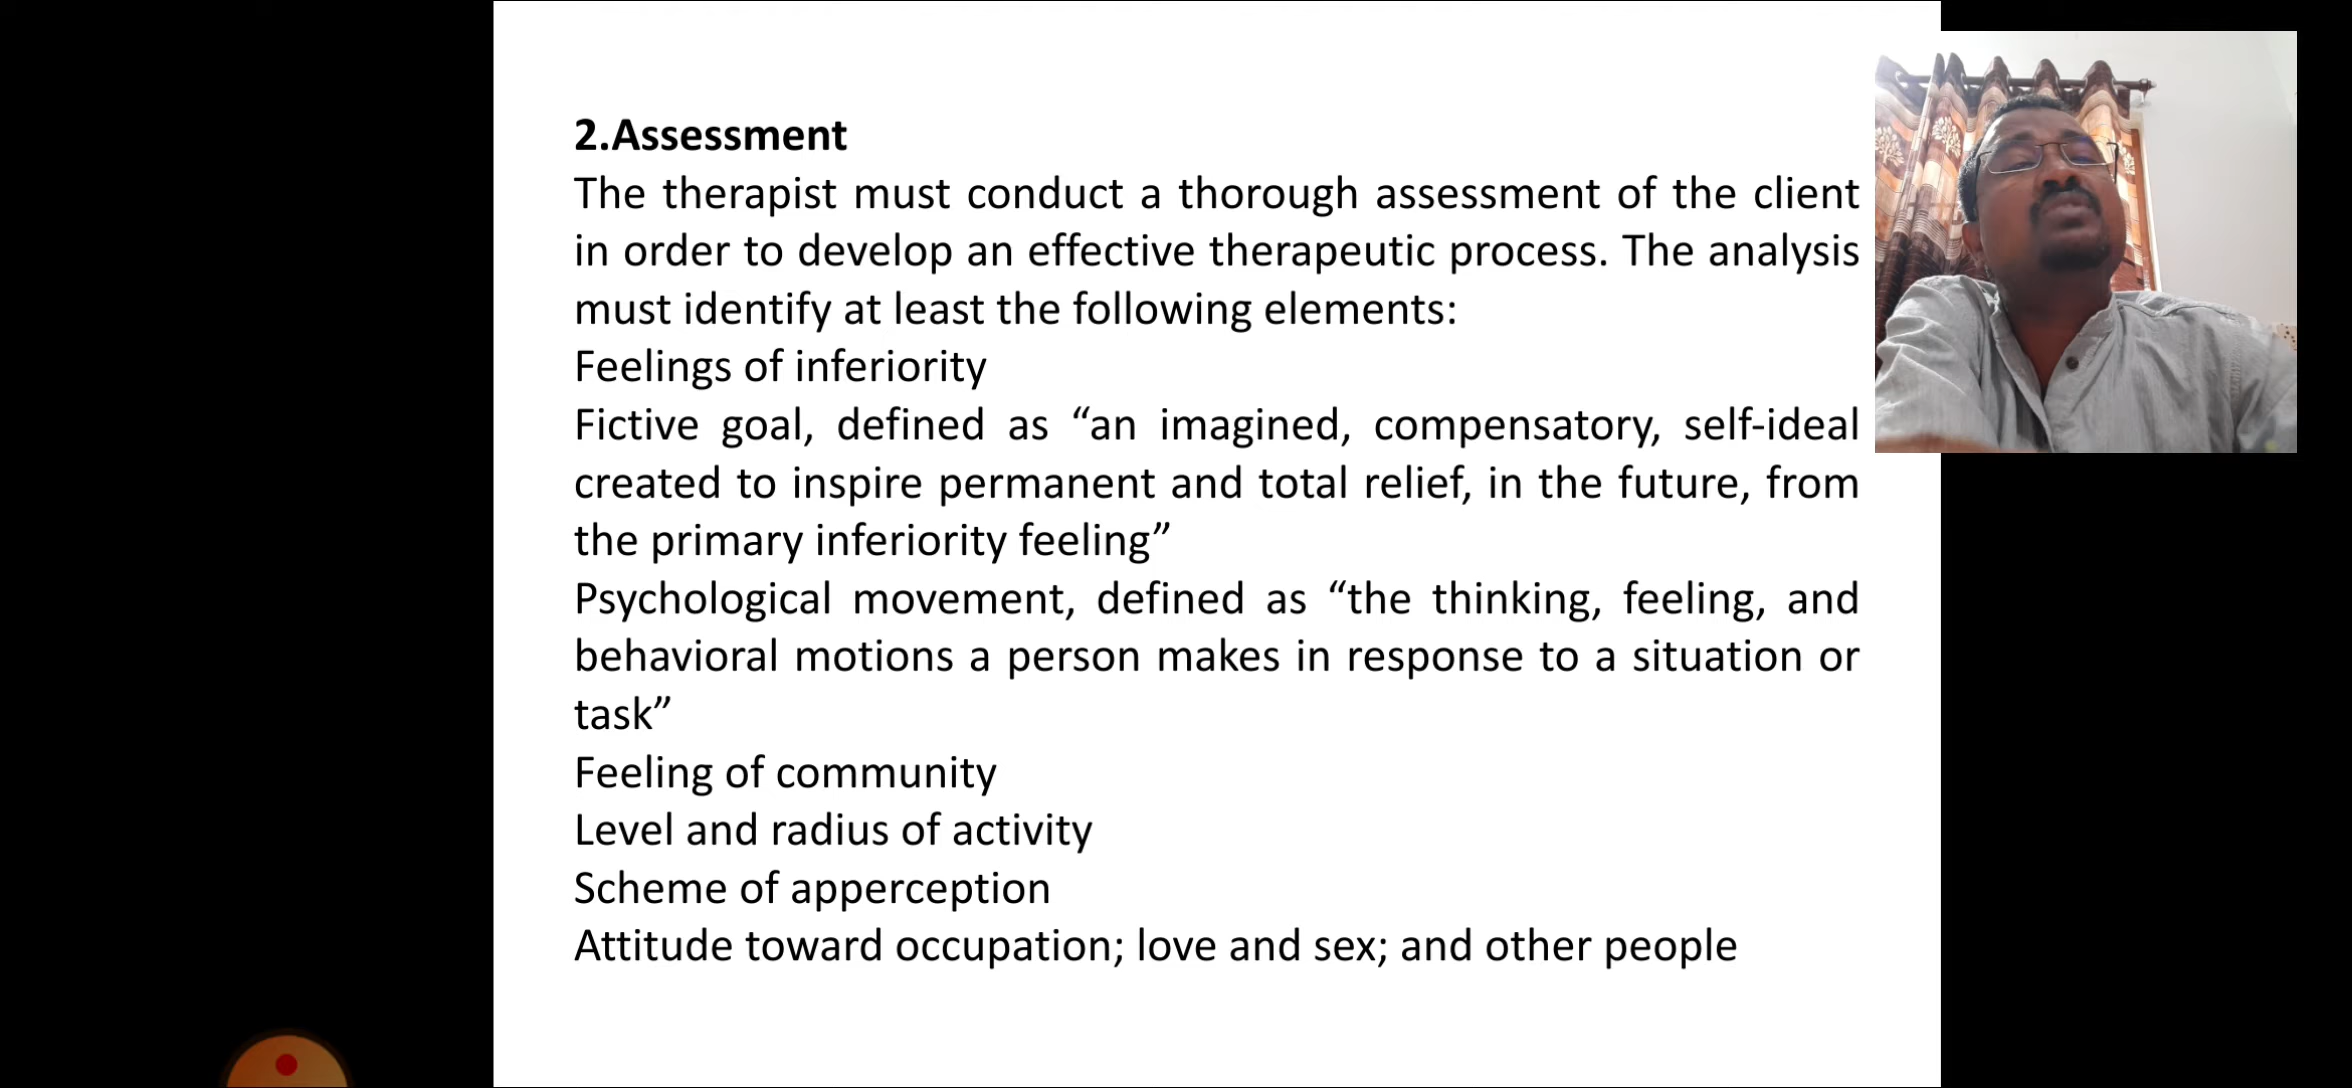 2.Assessment
The therapist must conduct a thorough assessment of the client
in order to develop an effective therapeutic process. The analysis
must identify at least the following elements:
Feelings of inferiority
Fictive goal, defined as “an imagined, compensatory, self-ideal
created to inspire permanent and total relief, in the future, from
the primary inferiority feeling”
Psychological movement, defined as “the thinking, feeling, and
behavioral motions a person makes in response to a situation or
task”
Feeling of community
Level and radius of activity
Scheme of apperception
Attitude toward occupation; love and sex; and other people